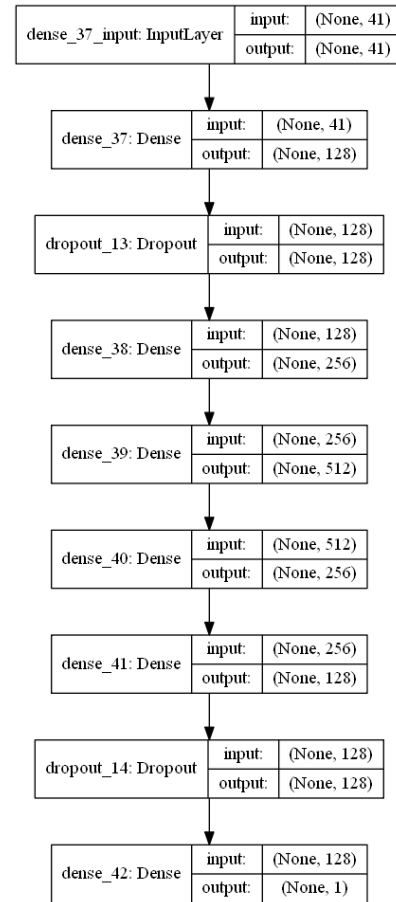 dense_37_input: InputLayer input: (None, 41)
output: (None, 41)
dense_37: Dense input: (None, 41)
output: (None, 128)
dropout_13: Dropout input: (None, 128)
output: (None, 128)
dense_38: Dense input: (None, 128)
output: (None, 256)
dense_39: Dense input: (None, 256)
output: (None, 512)
dense_40: Dense input: (None, 512)
output: (None, 256)
dense_41: Dense input: (None, 256)
output: (None, 128)
dropout_14: Dropout input: (None, 128)
output: (None, 128)
dense_42: Dense input: (None, 128)
output: (None, 1)